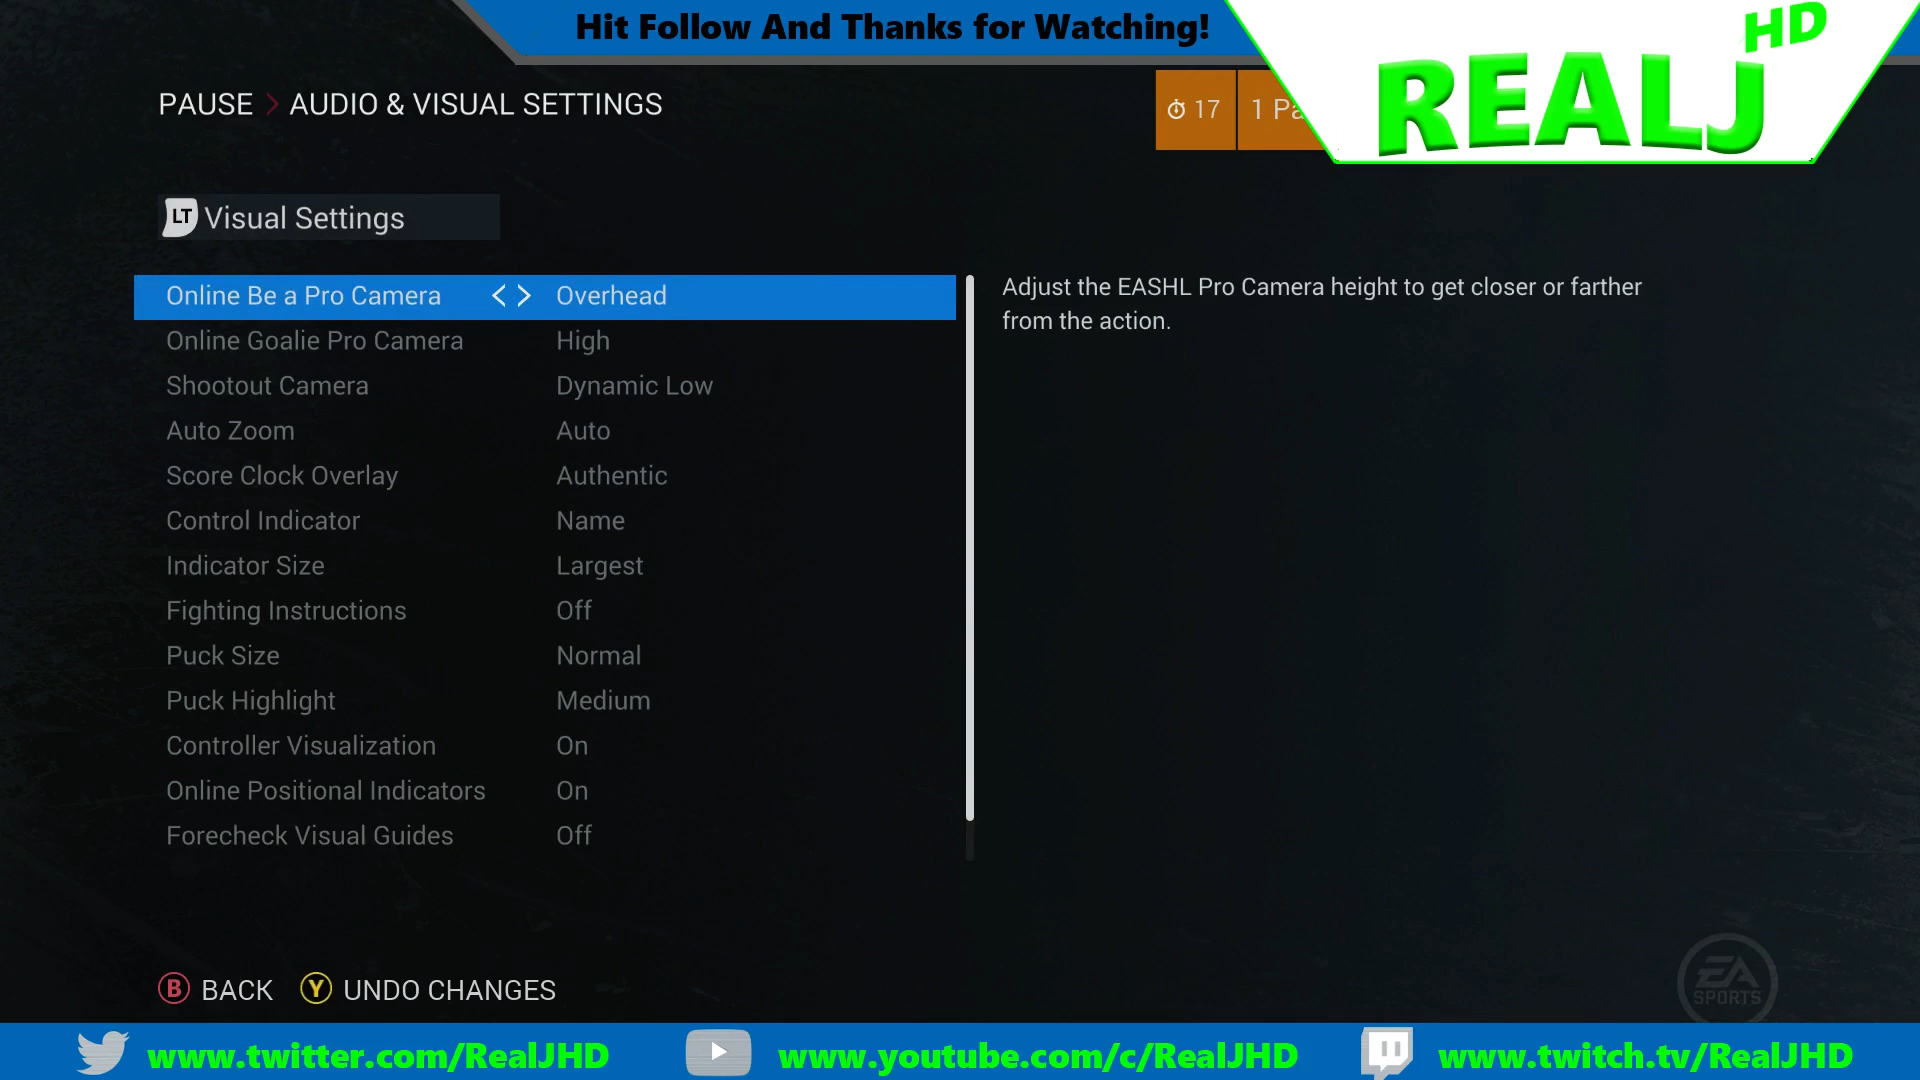 Hit Follow And Thanks for Watching!
REALJ HD
PAUSE > AUDIO & VISUAL SETTINGS
17
1
LT Visual Settings
Online Be a Pro Camera < > Overhead
Adjust the EASHL Pro Camera height to get closer or farther
from the action.
Online Goalie Pro Camera High
Shootout Camera Dynamic Low
Auto Zoom Auto
Score Clock Overlay Authentic
Control Indicator Name
Indicator Size Largest
Fighting Instructions Off
Puck Size Normal
Puck Highlight Medium
Controller Visualization On
Online Positional Indicators On
Forecheck Visual Guides Off
B BACK Y UNDO CHANGES
EA
SPORTS
www.twitter.com/RealJHD
www.youtube.com/c/RealJHD
www.twitch.tv/RealJHD